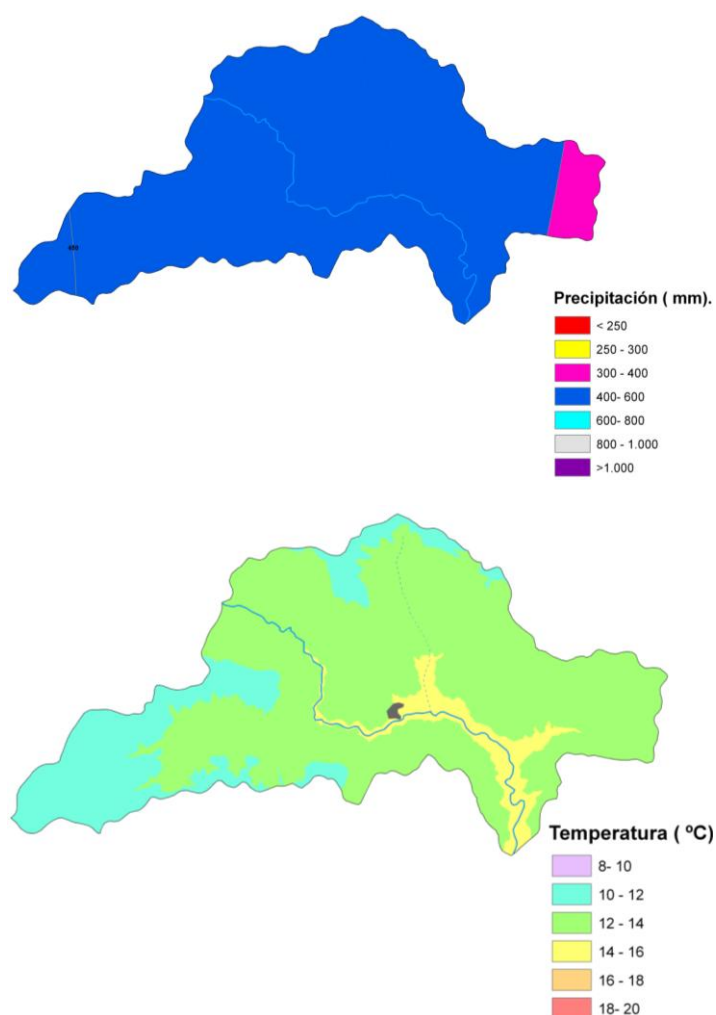 Precipitación ( mm).
< 250
250 - 300
300 - 400
400- 600
600- 800
800 - 1.000
>1.000
Temperatura ( ºC)
8- 10
10 - 12
12 - 14
14 - 16
16 - 18
18- 20